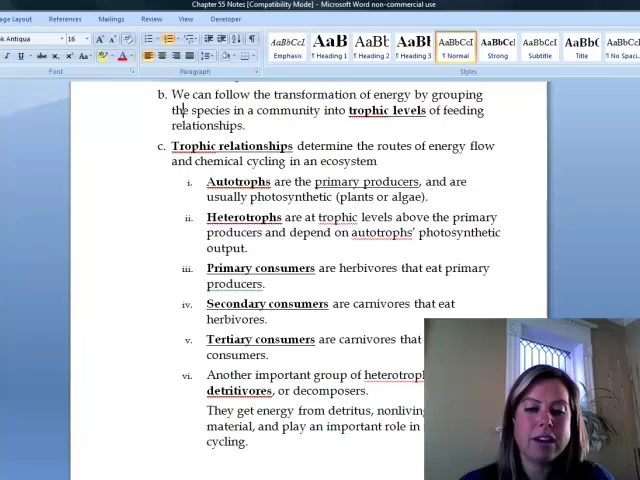 Chapter 55 Notes [Compatibility Mode] - Microsoft Word non-commercial use
Page Layout References Mailings Review View Developer
Antiqua 16
AaBbCcI AaB AaBbC AaBb( AaBbCcI AaBbCc AaBbCcI AaBbCc AaBbCcI
Emphasis ¶ Heading 1 ¶ Heading 2 ¶ Heading 3 ¶ Normal Strong Subtitle Title ¶ No Spaci...
Font Paragraph Styles
b. We can follow the transformation of energy by grouping
the species in a community into trophic levels of feeding
relationships.
c. Trophic relationships determine the routes of energy flow
and chemical cycling in an ecosystem
i. Autotrophs are the primary producers, and are
usually photosynthetic (plants or algae).
ii. Heterotrophs are at trophic levels above the primary
producers and depend on autotrophs' photosynthetic
output.
iii. Primary consumers are herbivores that eat primary
producers.
iv. Secondary consumers are carnivores that eat
herbivores.
v. Tertiary consumers are carnivores that
consumers.
vi. Another important group of heterotroph
detritivores, or decomposers.
They get energy from detritus, nonliving
material, and play an important role in
cycling.